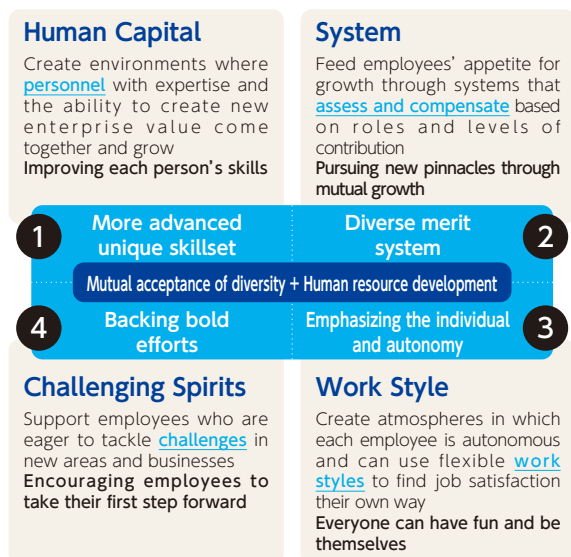 Human Capital
Create environments where
personnel with expertise and
the ability to create new
enterprise value come
together and grow
Improving each person's skills
System
Feed employees' appetite for
growth through systems that
assess and compensate based
on roles and levels of
contribution
Pursuing new pinnacles through
mutual growth
1
More advanced
unique skillset
Diverse merit
system
2
Mutual acceptance of diversity + Human resource development
4
Backing bold
efforts
Emphasizing the individual
and autonomy
3
Challenging Spirits
Support employees who are
eager to tackle challenges in
new areas and businesses
Encouraging employees to
take their first step forward
Work Style
Create atmospheres in which
each employee is autonomous
and can use flexible work
styles to find job satisfaction
their own way
Everyone can have fun and be
themselves